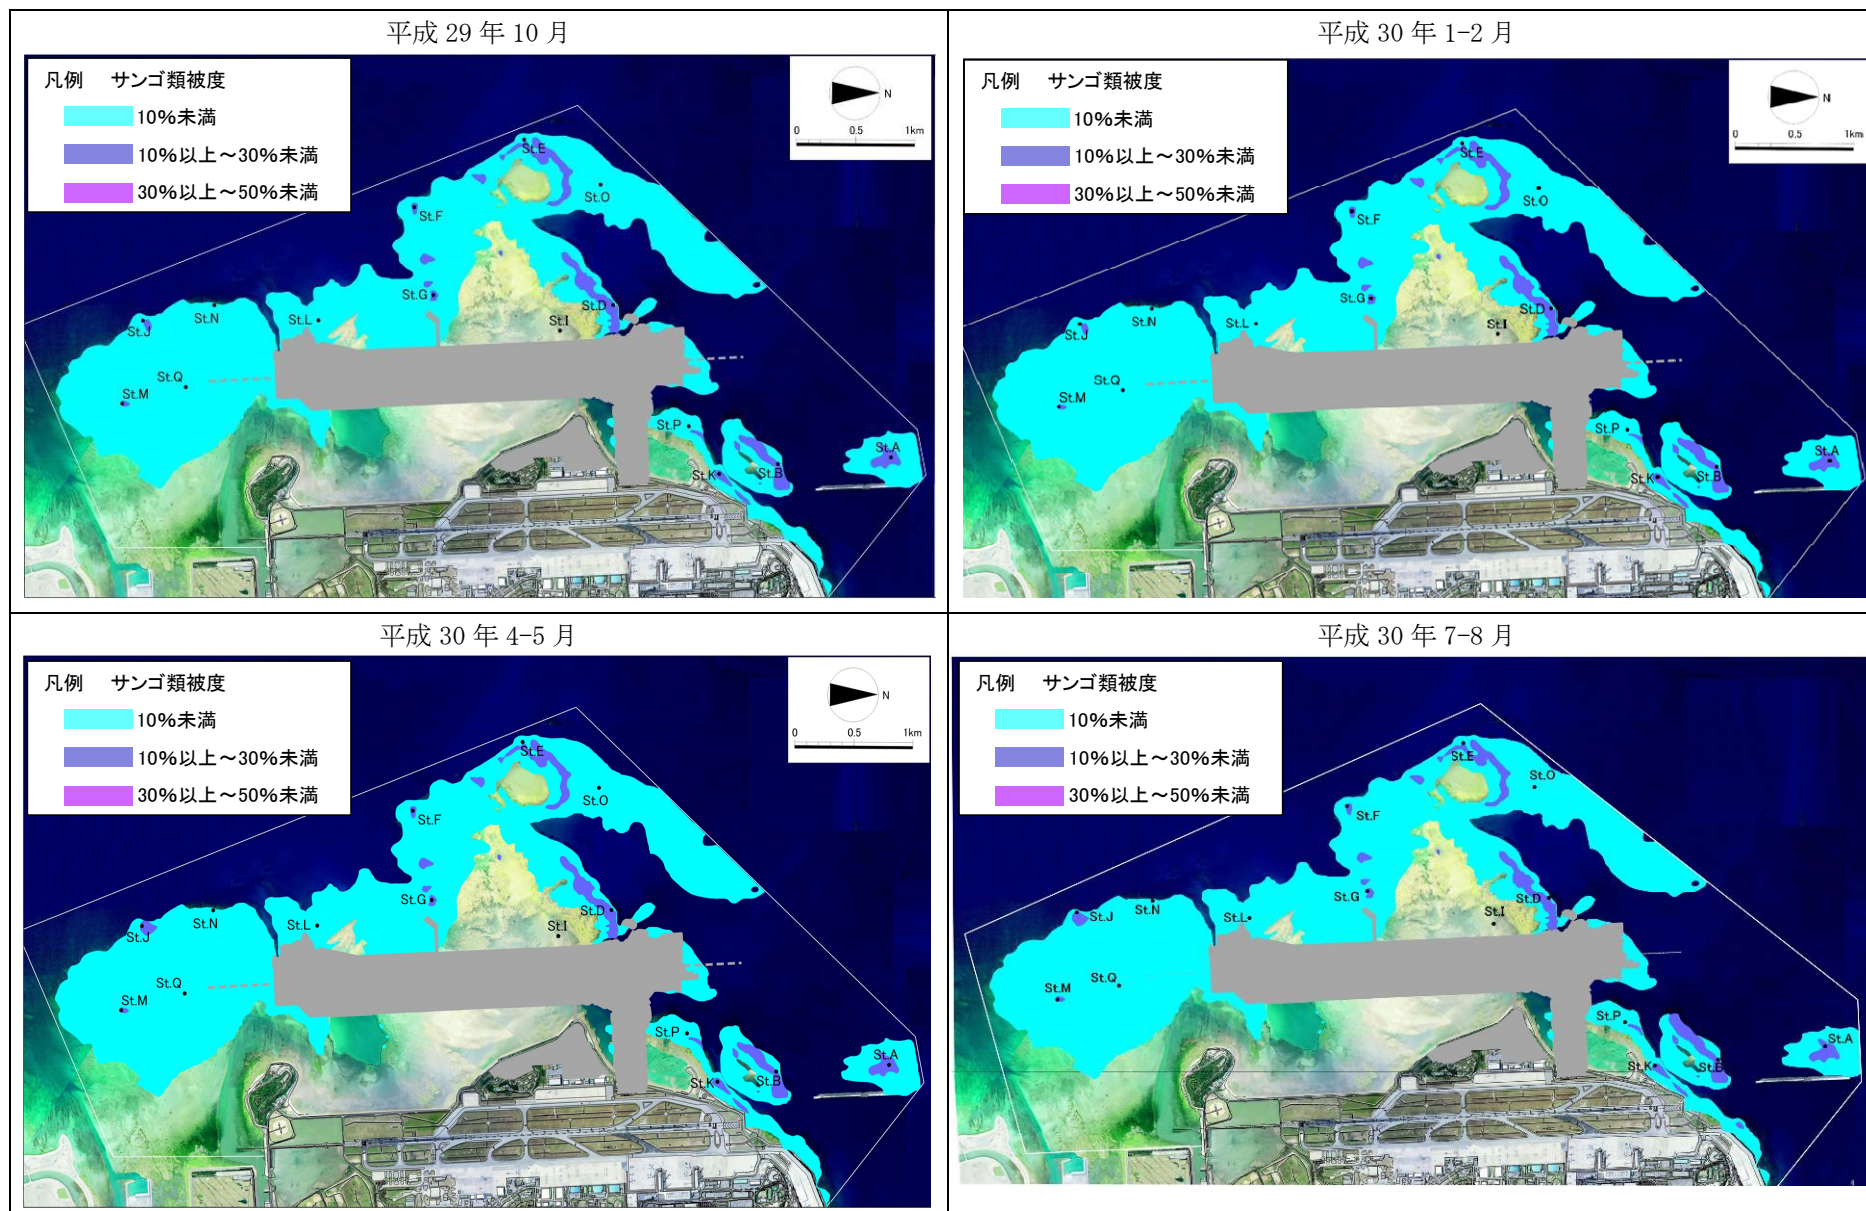 平成 29 年 10 月
凡例 サンゴ類被度
10%未満
10%以上～30%未満
30%以上～50%未満
N
0 0.5 1km
St.E
St.O
St.F
St.G
St.D
St.N
St.L
St.I
St.J
St.Q
St.M
St.P
St.A
St.K
St.B
平成 30 年 1-2 月
凡例 サンゴ類被度
10%未満
10%以上～30%未満
30%以上～50%未満
N
0 0.5 1km
St.E
St.O
St.F
St.G
St.D
St.N
St.L
St.I
St.J
St.Q
St.M
St.P
St.A
St.K
St.B
平成 30 年 4-5 月
凡例 サンゴ類被度
10%未満
10%以上～30%未満
30%以上～50%未満
N
0 0.5 1km
St.E
St.O
St.F
St.G
St.D
St.N
St.L
St.I
St.J
St.Q
St.M
St.P
St.A
St.K
St.B
平成 30 年 7-8 月
凡例 サンゴ類被度
10%未満
10%以上～30%未満
30%以上～50%未満
St.E
St.O
St.F
St.G
St.D
St.N
St.L
St.I
St.J
St.Q
St.M
St.P
St.A
St.K
St.B